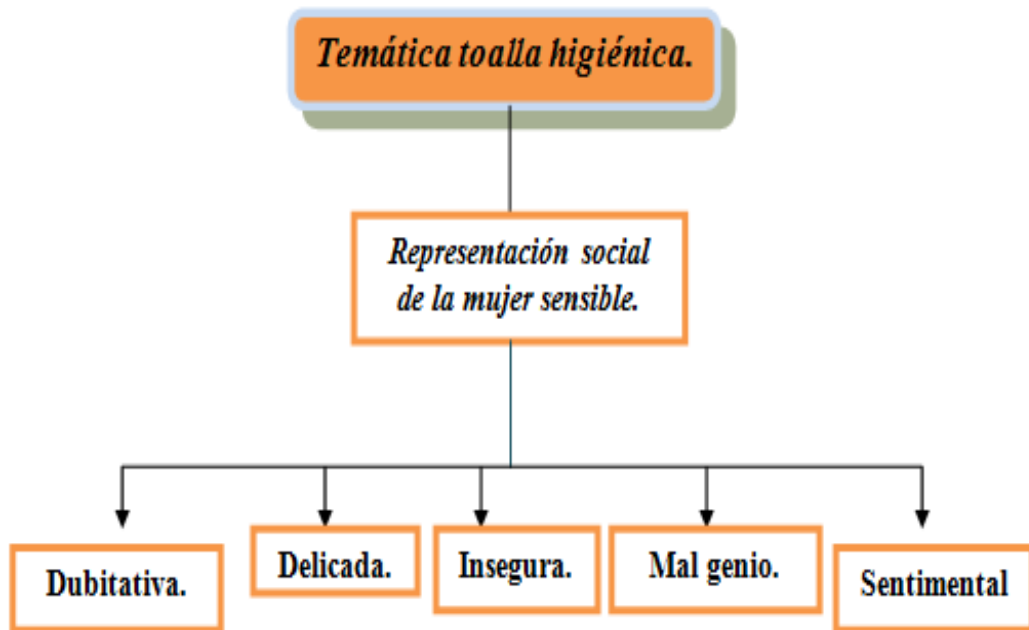 Temática toalla higiénica.
Representación social
de la mujer sensible.
Dubitativa.
Delicada.
Insegura.
Mal genio.
Sentimental